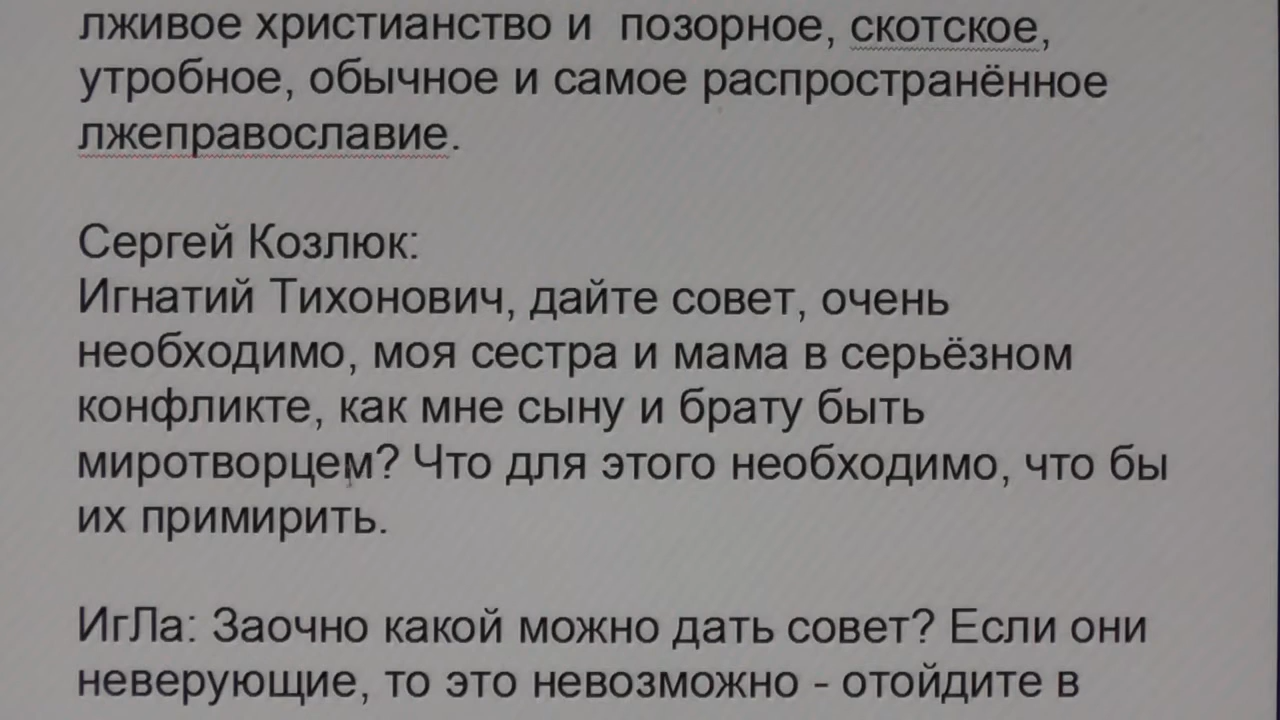 лживое христианство и  позорное, скотское,
утробное, обычное и самое распространённое
лжеправославие.
Сергей Козлюк:
Игнатий Тихонович, дайте совет, очень
необходимо, моя сестра и мама в серьёзном
конфликте, как мне сыну и брату быть
миротворцем? Что для этого необходимо, что бы
их примирить.
ИгЛа: Заочно какой можно дать совет? Если они
неверующие, то это невозможно - отойдите в